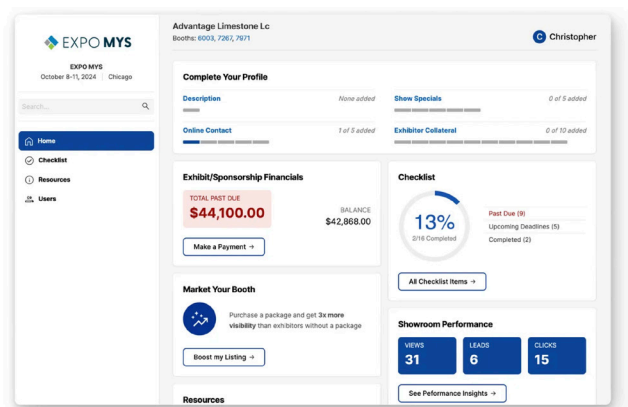 EXPO MYS
EXPO MYS
October 8-11, 2024 | Chicago
Search...
Home
Checklist
Resources
Users
Advantage Limestone Lc
Booths: 6003, 7267, 7971
C Christopher
Complete Your Profile
Description None added
Show Specials 0 of 5 added
Online Contact 1 of 5 added
Exhibitor Collateral 0 of 10 added
Exhibit/Sponsorship Financials
TOTAL PAST DUE
$44,100.00
BALANCE
$42,868.00
Make a Payment →
Checklist
13%
2/16 Completed
Past Due (9)
Upcoming Deadlines (5)
Completed (2)
All Checklist Items →
Market Your Booth
Purchase a package and get 3x more
visibility than exhibitors without a package
Boost my Listing →
Showroom Performance
VIEWS LEADS CLICKS
31 6 15
See Peformance Insights →
Resources